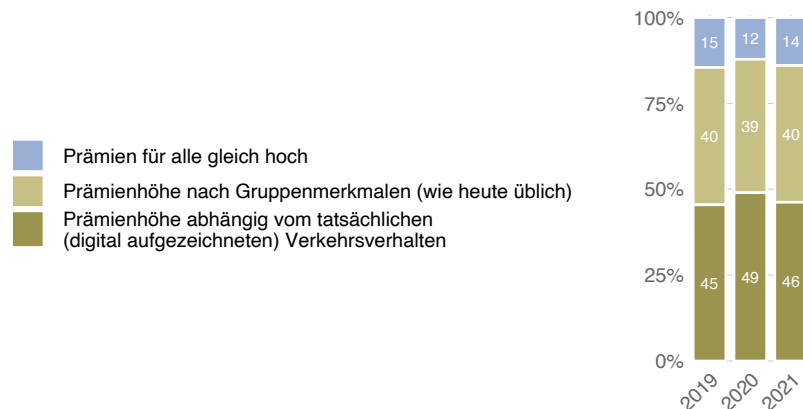 Prämien für alle gleich hoch
Prämienhöhe nach Gruppenmerkmalen (wie heute üblich)
Prämienhöhe abhängig vom tatsächlichen
(digital aufgezeichneten) Verkehrsverhalten
100%
75%
50%
25%
0%
15 12 14
40 39 40
45 49 46
2019 2020 2021